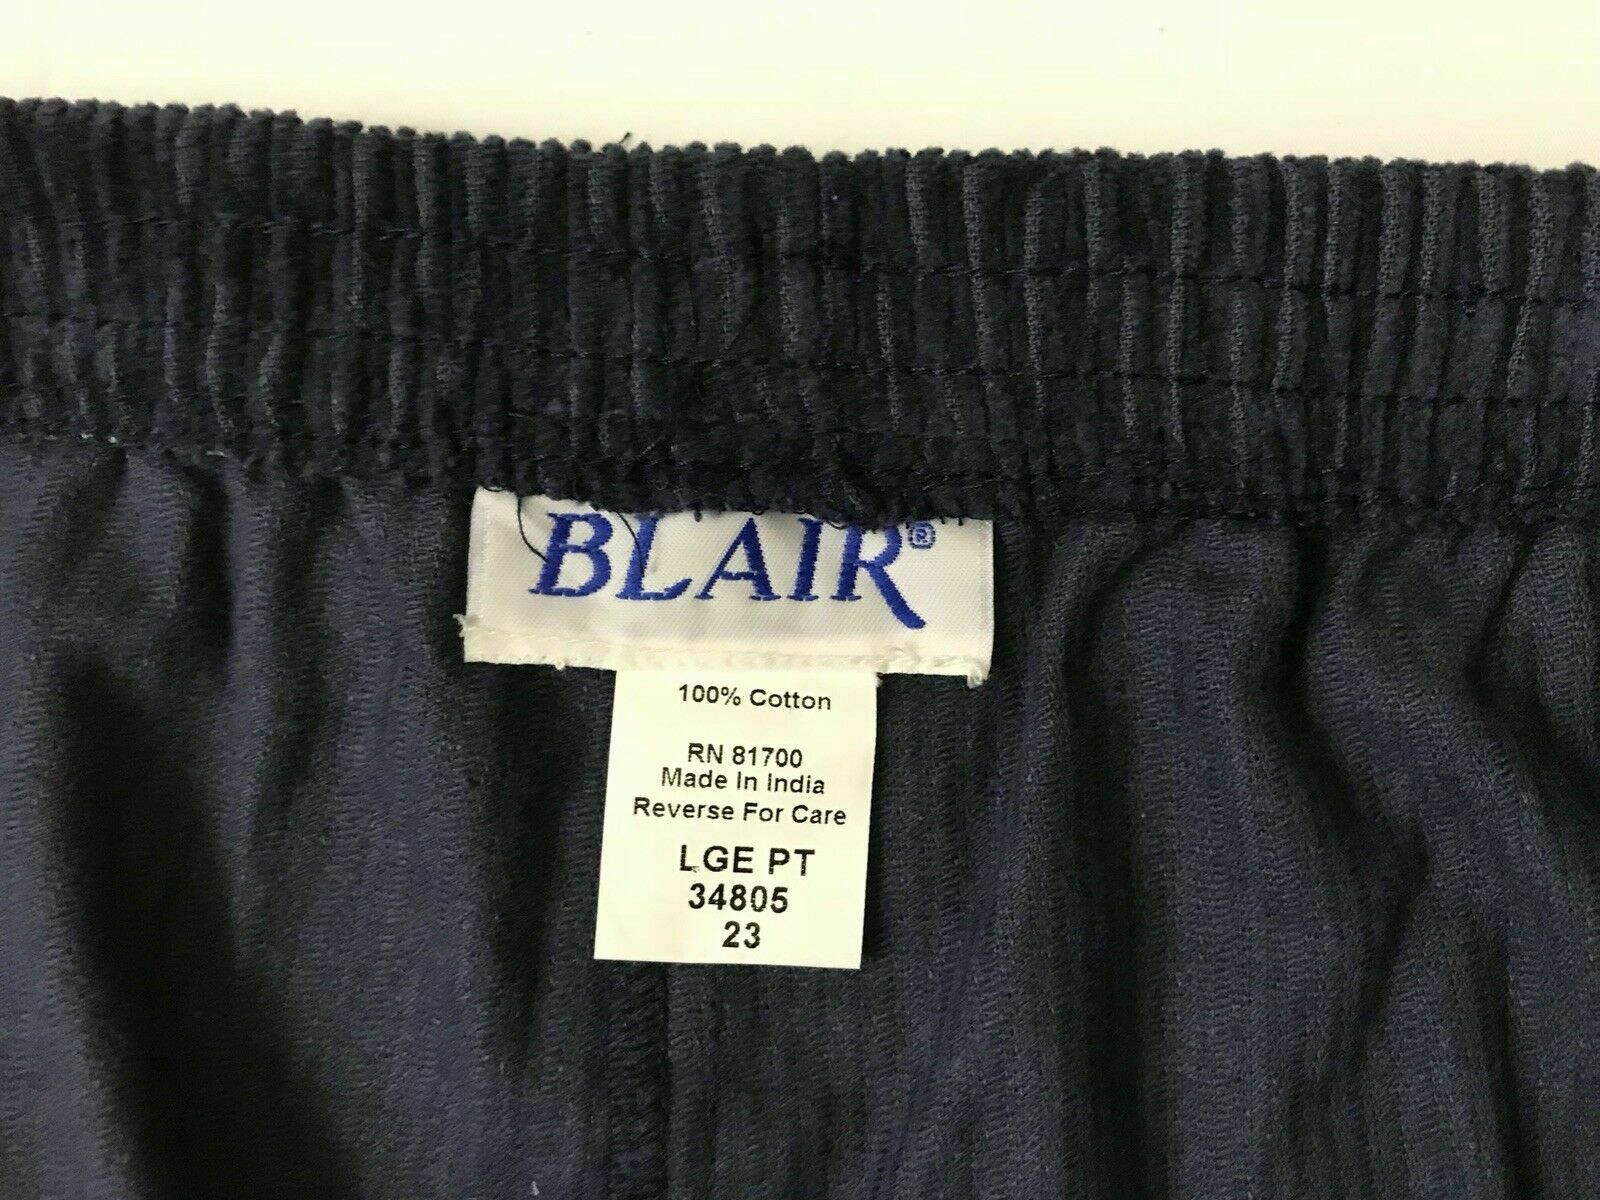 BLAIR®
100% Cotton
RN 81700
Made In India
Reverse For Care
LGE PT
34805
23